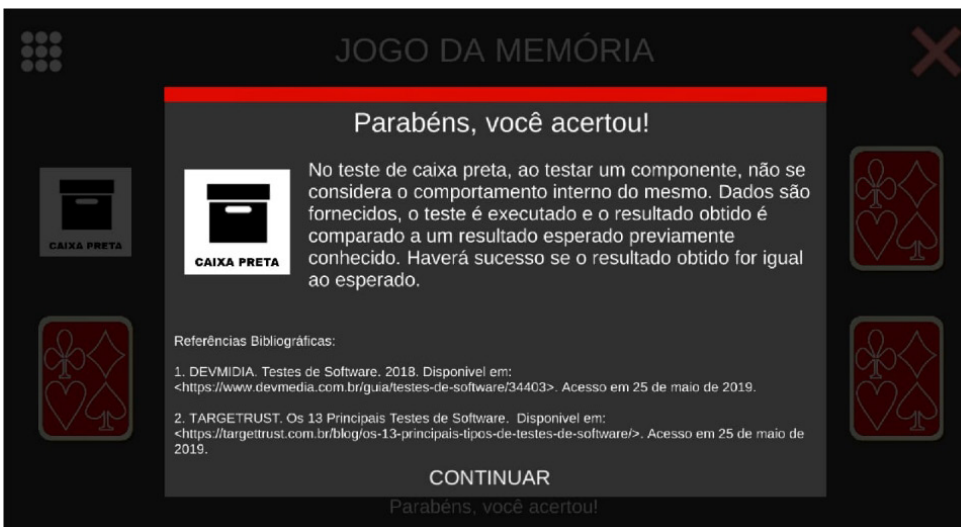 JOGO DA MEMÓRIA
Parabéns, você acertou!
No teste de caixa preta, ao testar um componente, não se
considera o comportamento interno do mesmo. Dados são
fornecidos, o teste é executado e o resultado obtido é
comparado a um resultado esperado previamente
conhecido. Haverá sucesso se o resultado obtido for igual
ao esperado.
CAIXA PRETA
CAIXA PRETA
Referências Bibliográficas:
1. DEVMIDIA. Testes de Software. 2018. Disponivel em:
<https://www.devmedia.com.br/guia/testes-de-software/34403>. Acesso em 25 de maio de 2019.
2. TARGETRUST. Os 13 Principais Testes de Software. Disponivel em:
<https://targettrust.com.br/blog/os-13-principais-tipos-de-testes-de-software/>. Acesso em 25 de maio de
2019.
CONTINUAR
Parabéns, você acertou!